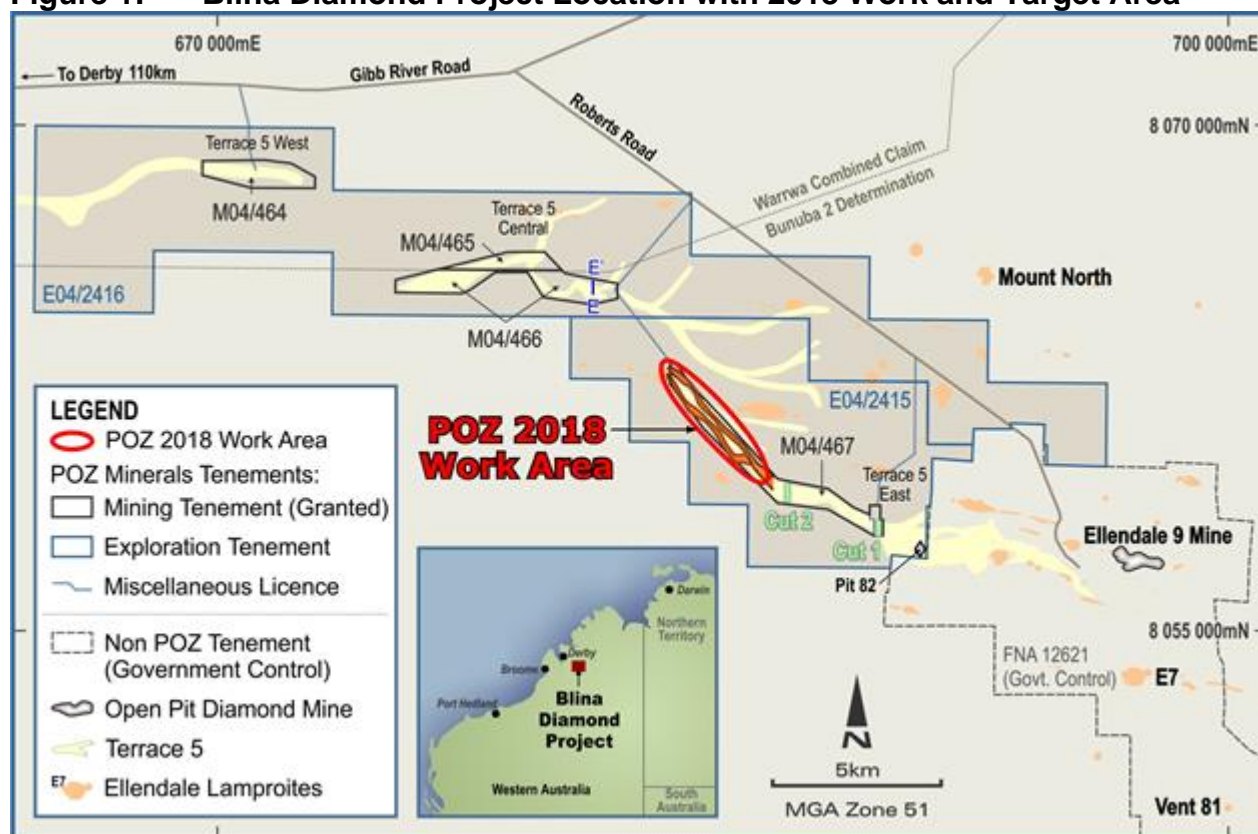 Figure 1. Blina Diamond Project Location with 2018 Work and Target Area
670 000mE
700 000mE
To Derby 110km
Gibb River Road
Roberts Road
8 070 000mN
Terrace 5 West
M04/464
Warrwa Combined Claim
Bunuba 2 Determination
Terrace 5
Central
M04/465
E'
E
E04/2416
M04/466
Mount North
E04/2415
POZ 2018
Work Area
M04/467
Terrace 5
East
Cut 2
Cut 1
Pit 82
Ellendale 9 Mine
8 055 000mN
FNA 12621
(Govt. Control)
E7
Vent 81
N
5km
MGA Zone 51
LEGEND
POZ 2018 Work Area
POZ Minerals Tenements:
Mining Tenement (Granted)
Exploration Tenement
Miscellaneous Licence
Non POZ Tenement
(Government Control)
Open Pit Diamond Mine
Terrace 5
E7 Ellendale Lamproites
Darwin
Northern
Territory
Derby
Broome
Port Hedland
Blina
Diamond
Project
Western Australia
South
Australia